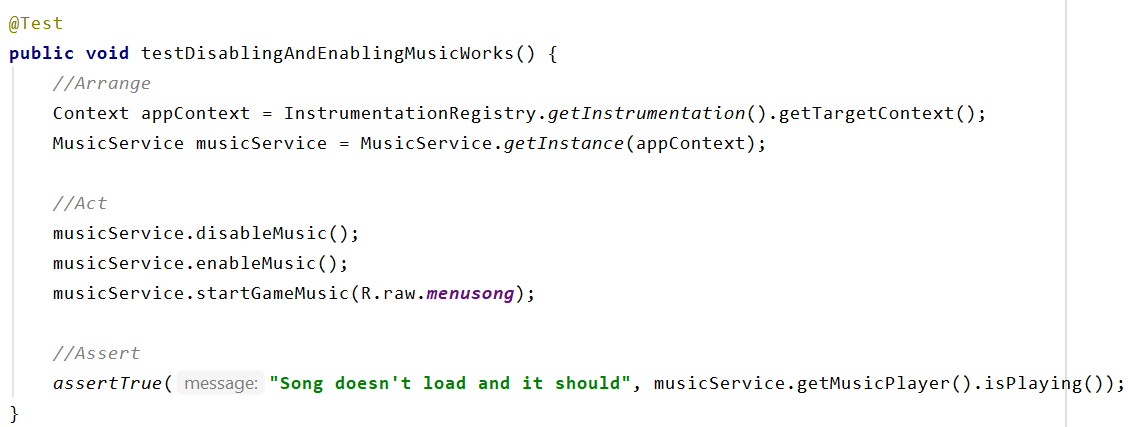 @Test
public void testDisablingAndEnablingMusicWorks() {
//Arrange
Context appContext = InstrumentationRegistry.getInstrumentation().getTargetContext();
MusicService musicService = MusicService.getInstance(appContext);
//Act
musicService.disableMusic();
musicService.enableMusic();
musicService.startGameMusic(R.raw.menusong);
//Assert
assertTrue( message: "Song doesn't load and it should", musicService.getMusicPlayer().isPlaying());
}